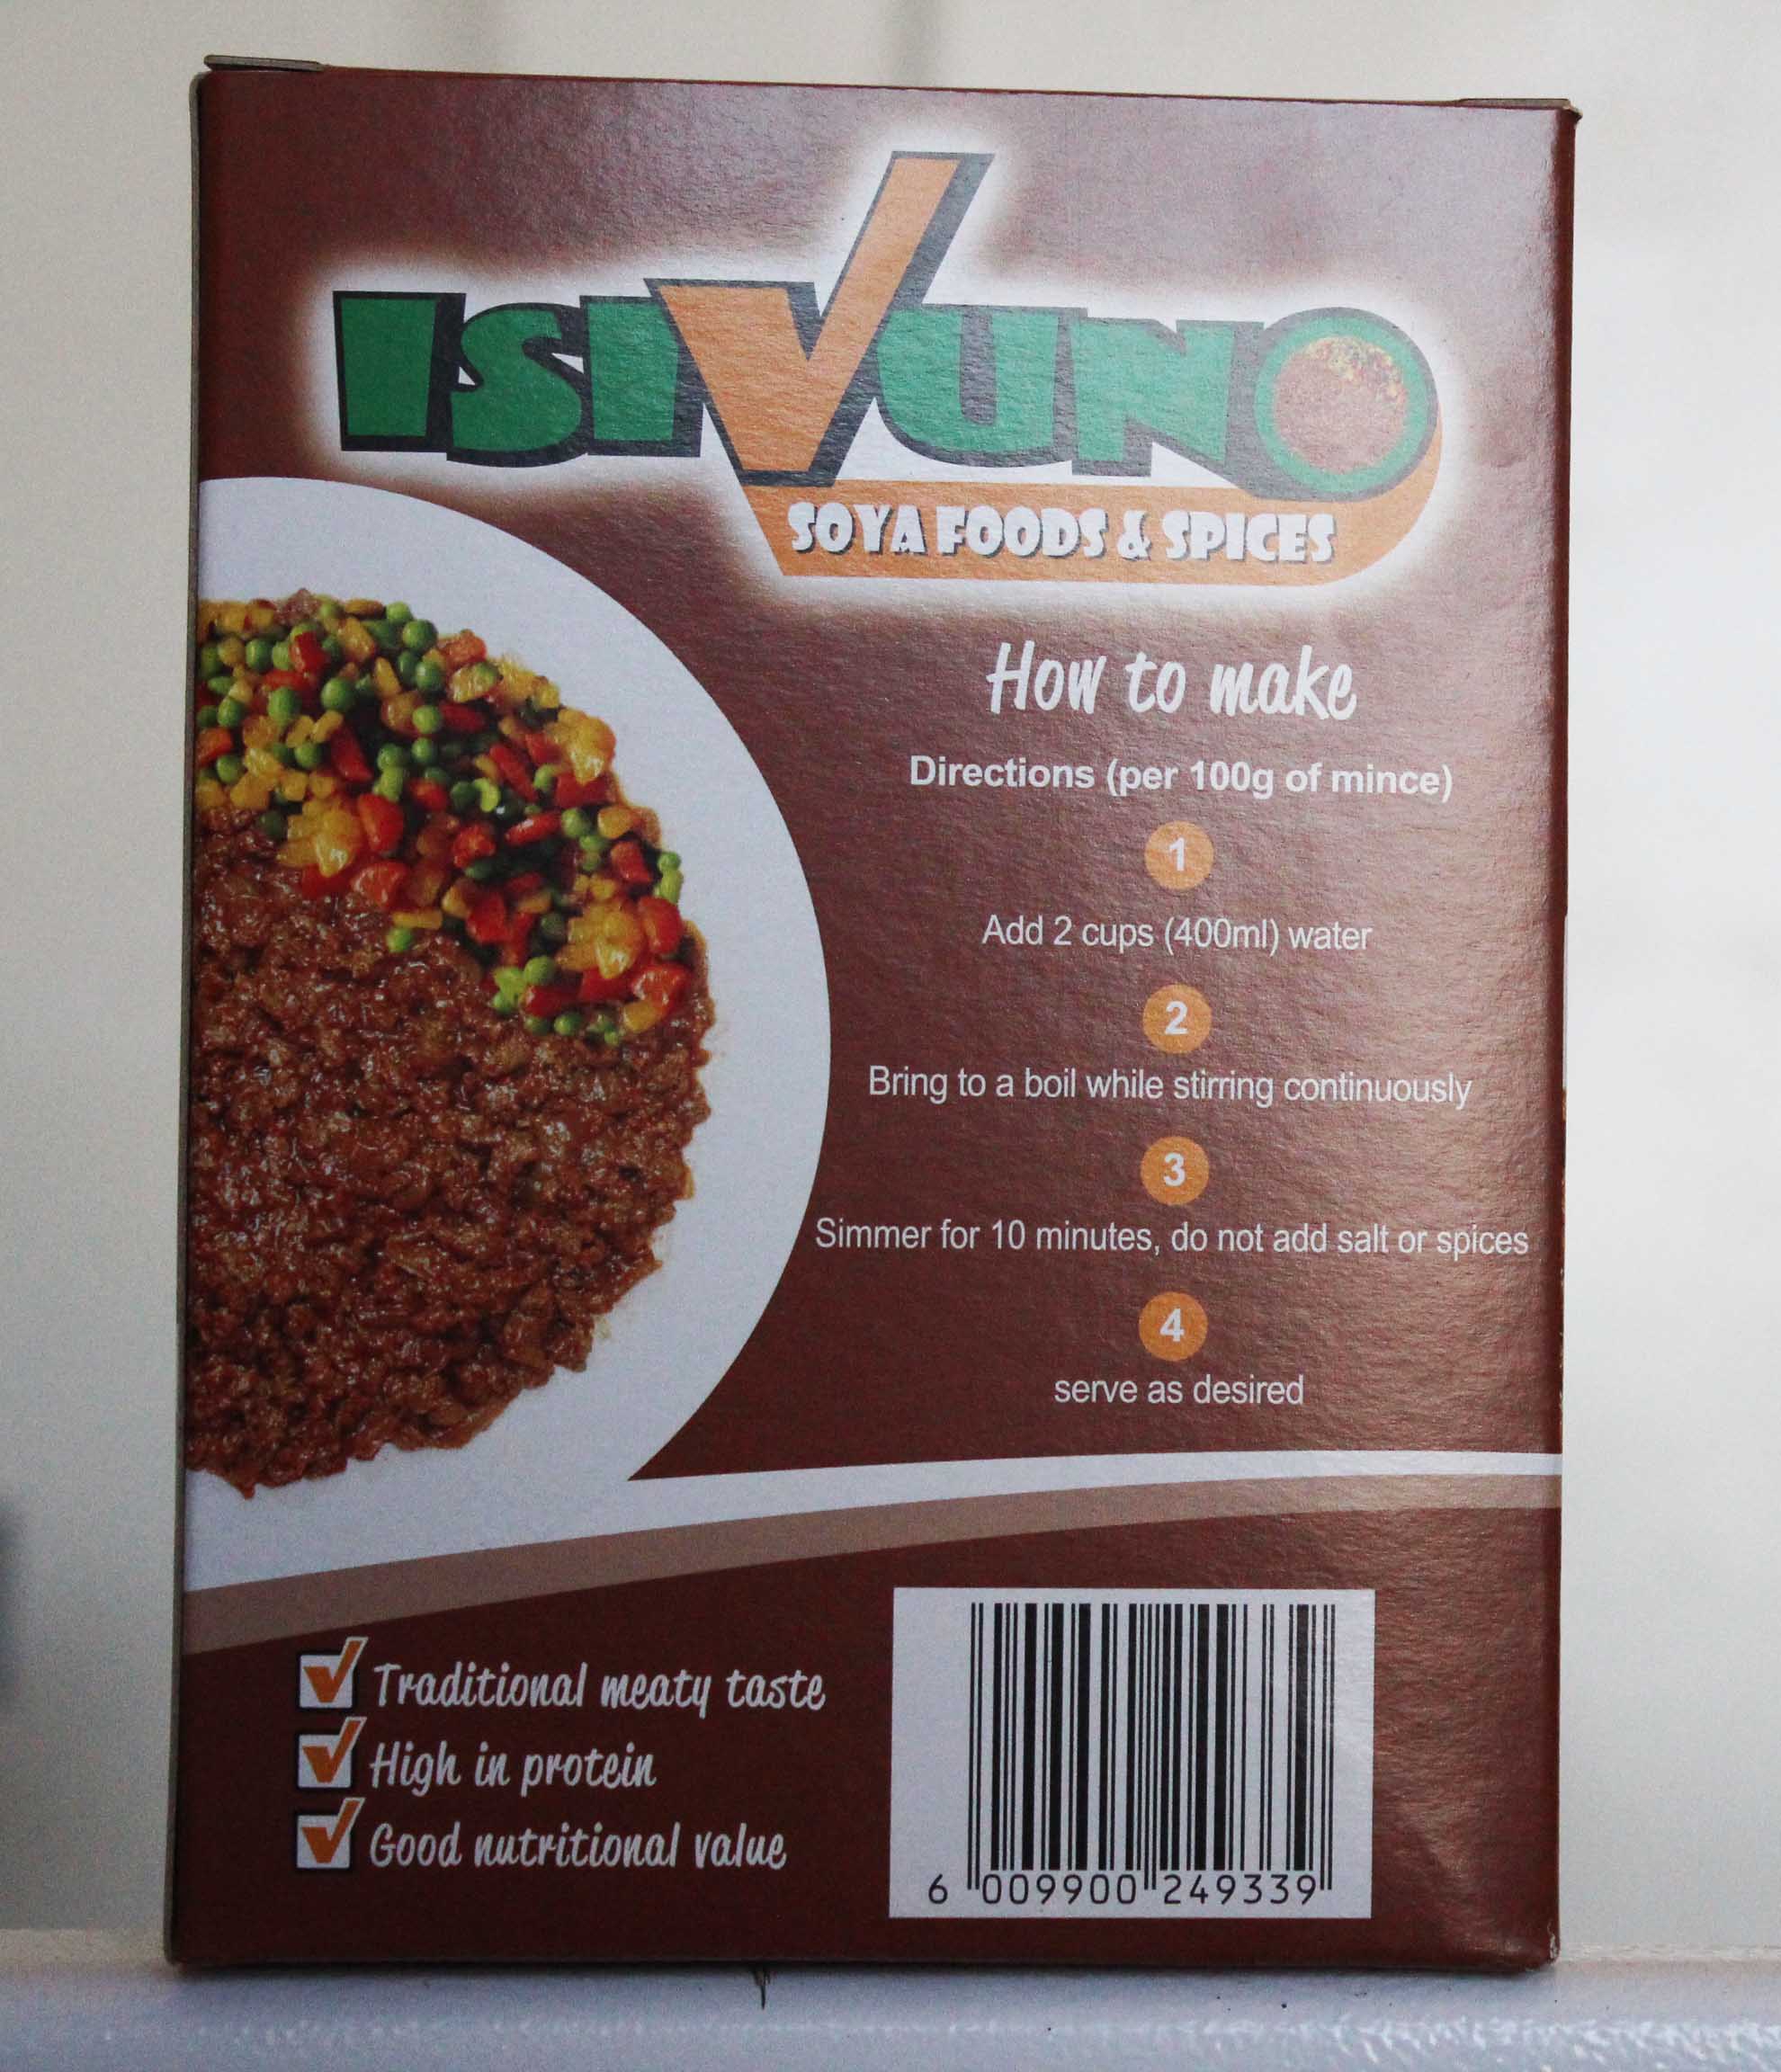 ISIVUNO
SOYA FOODS & SPICES
How to make
Directions (per 100g of mince)
1
Add 2 cups (400ml) water
2
Bring to a boil while stirring continuously
3
Simmer for 10 minutes, do not add salt or spices
4
serve as desired
Traditional meaty taste
High in protein
Good nutritional value
6 009900 249339